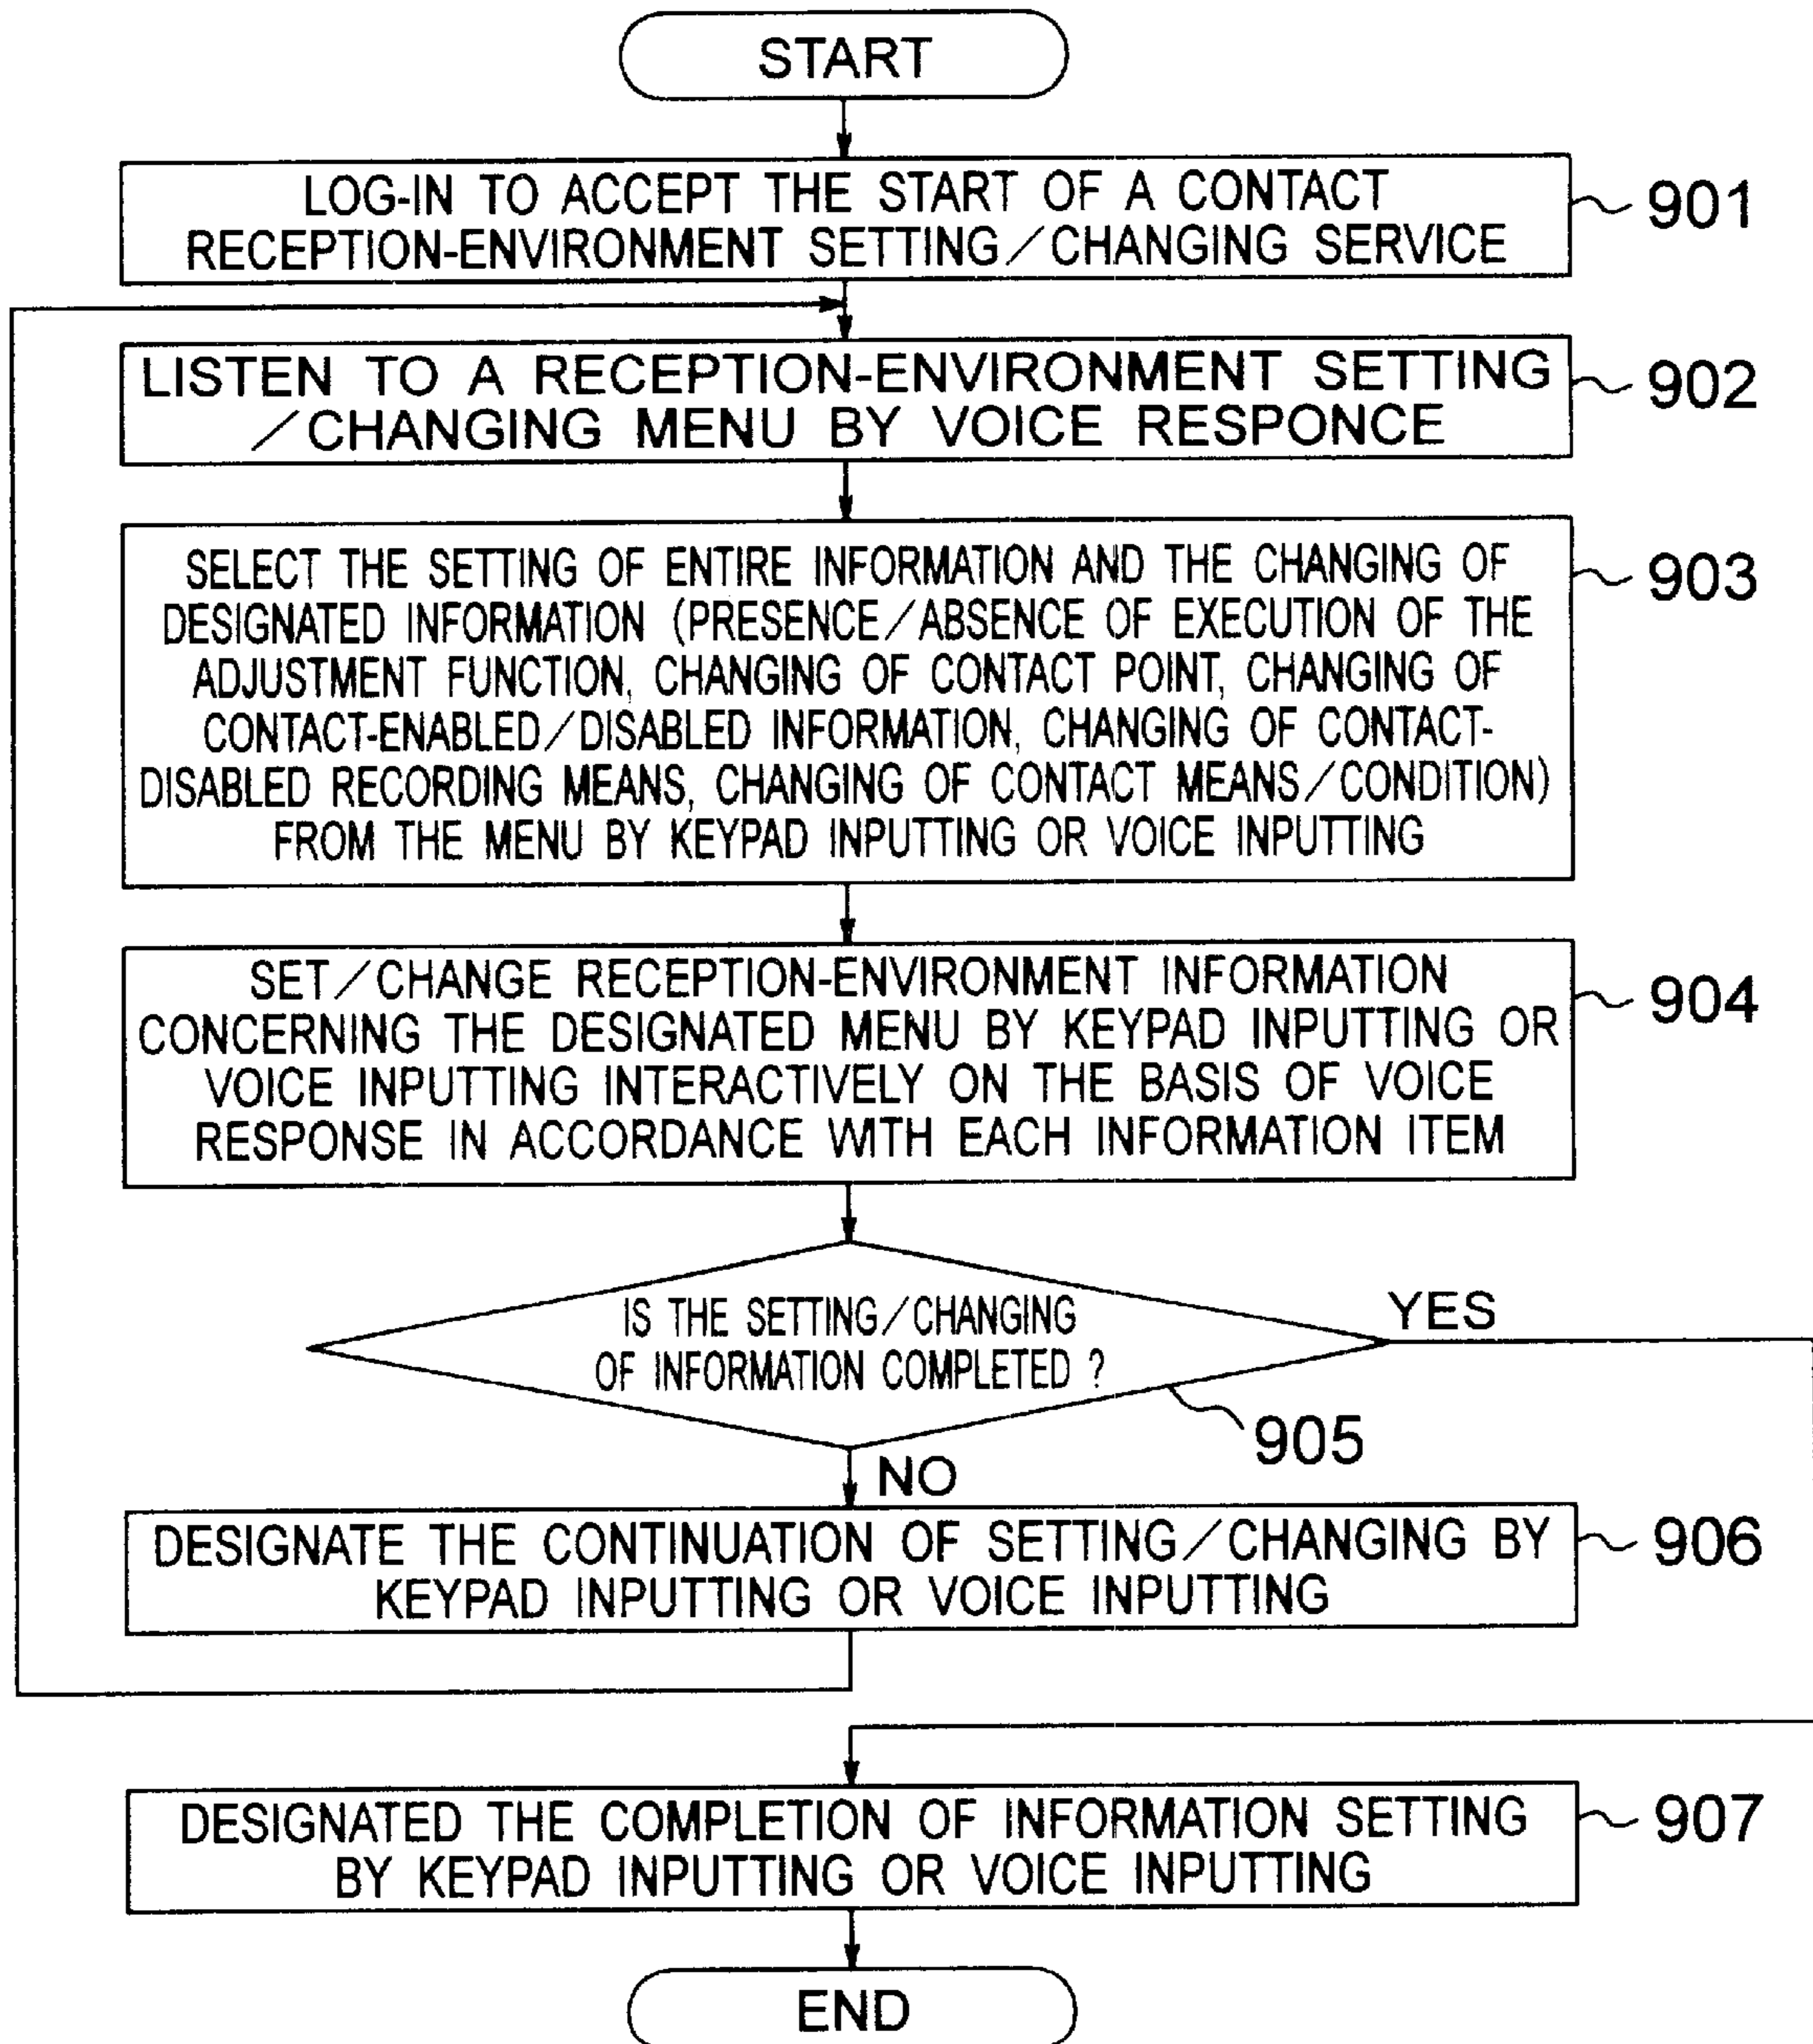 START
LOG-IN TO ACCEPT THE START OF A CONTACT
RECEPTION-ENVIRONMENT SETTING/CHANGING SERVICE
901
LISTEN TO A RECEPTION-ENVIRONMENT SETTING
/CHANGING MENU BY VOICE RESPONCE
902
SELECT THE SETTING OF ENTIRE INFORMATION AND THE CHANGING OF
DESIGNATED INFORMATION (PRESENCE/ABSENCE OF EXECUTION OF THE
ADJUSTMENT FUNCTION, CHANGING OF CONTACT POINT, CHANGING OF
CONTACT-ENABLED/DISABLED INFORMATION, CHANGING OF CONTACT-
DISABLED RECORDING MEANS, CHANGING OF CONTACT MEANS/CONDITION)
FROM THE MENU BY KEYPAD INPUTTING OR VOICE INPUTTING
903
SET/CHANGE RECEPTION-ENVIRONMENT INFORMATION
CONCERNING THE DESIGNATED MENU BY KEYPAD INPUTTING OR
VOICE INPUTTING INTERACTIVELY ON THE BASIS OF VOICE
RESPONSE IN ACCORDANCE WITH EACH INFORMATION ITEM
904
IS THE SETTING/CHANGING
OF INFORMATION COMPLETED ?
YES
905
NO
DESIGNATE THE CONTINUATION OF SETTING/CHANGING BY
KEYPAD INPUTTING OR VOICE INPUTTING
906
DESIGNATED THE COMPLETION OF INFORMATION SETTING
BY KEYPAD INPUTTING OR VOICE INPUTTING
907
END